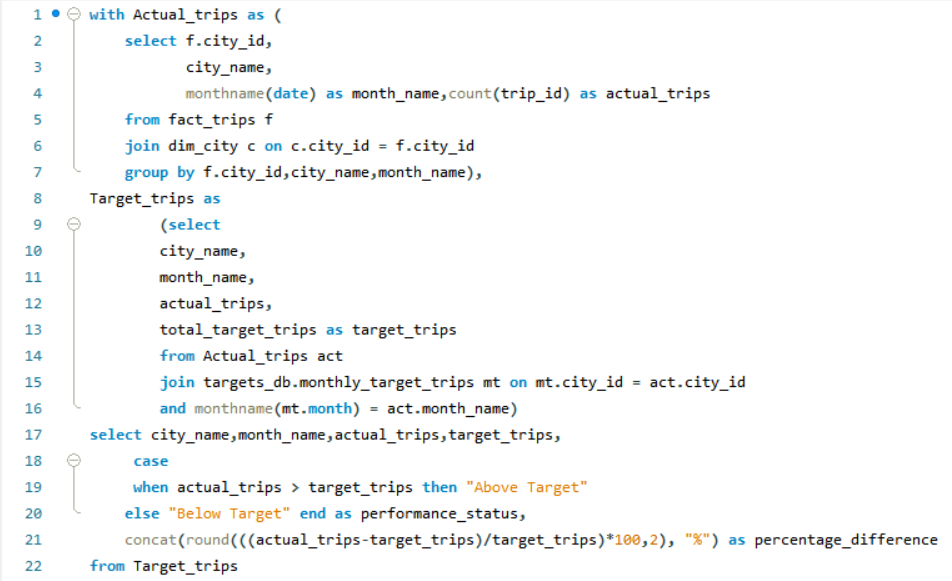 1 with Actual_trips as (
2 select f.city_id,
3 city_name,
4 monthname(date) as month_name,count(trip_id) as actual_trips
5 from fact_trips f
6 join dim_city c on c.city_id = f.city_id
7 group by f.city_id,city_name,month_name),
8 Target_trips as
9 (select
10 city_name,
11 month_name,
12 actual_trips,
13 total_target_trips as target_trips
14 from Actual_trips act
15 join targets_db.monthly_target_trips mt on mt.city_id = act.city_id
16 and monthname(mt.month) = act.month_name)
17 select city_name,month_name,actual_trips,target_trips,
18 case
19 when actual_trips > target_trips then "Above Target"
20 else "Below Target" end as performance_status,
21 concat(round(((actual_trips-target_trips)/target_trips)*100,2), "%") as percentage_difference
22 from Target_trips